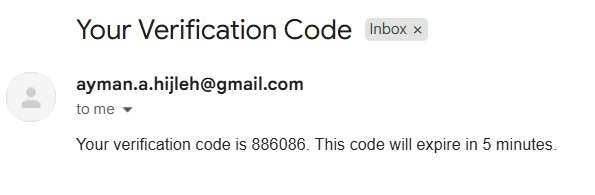 Your Verification Code Inbox ×
ayman.a.hijleh@gmail.com
to me
Your verification code is 886086. This code will expire in 5 minutes.